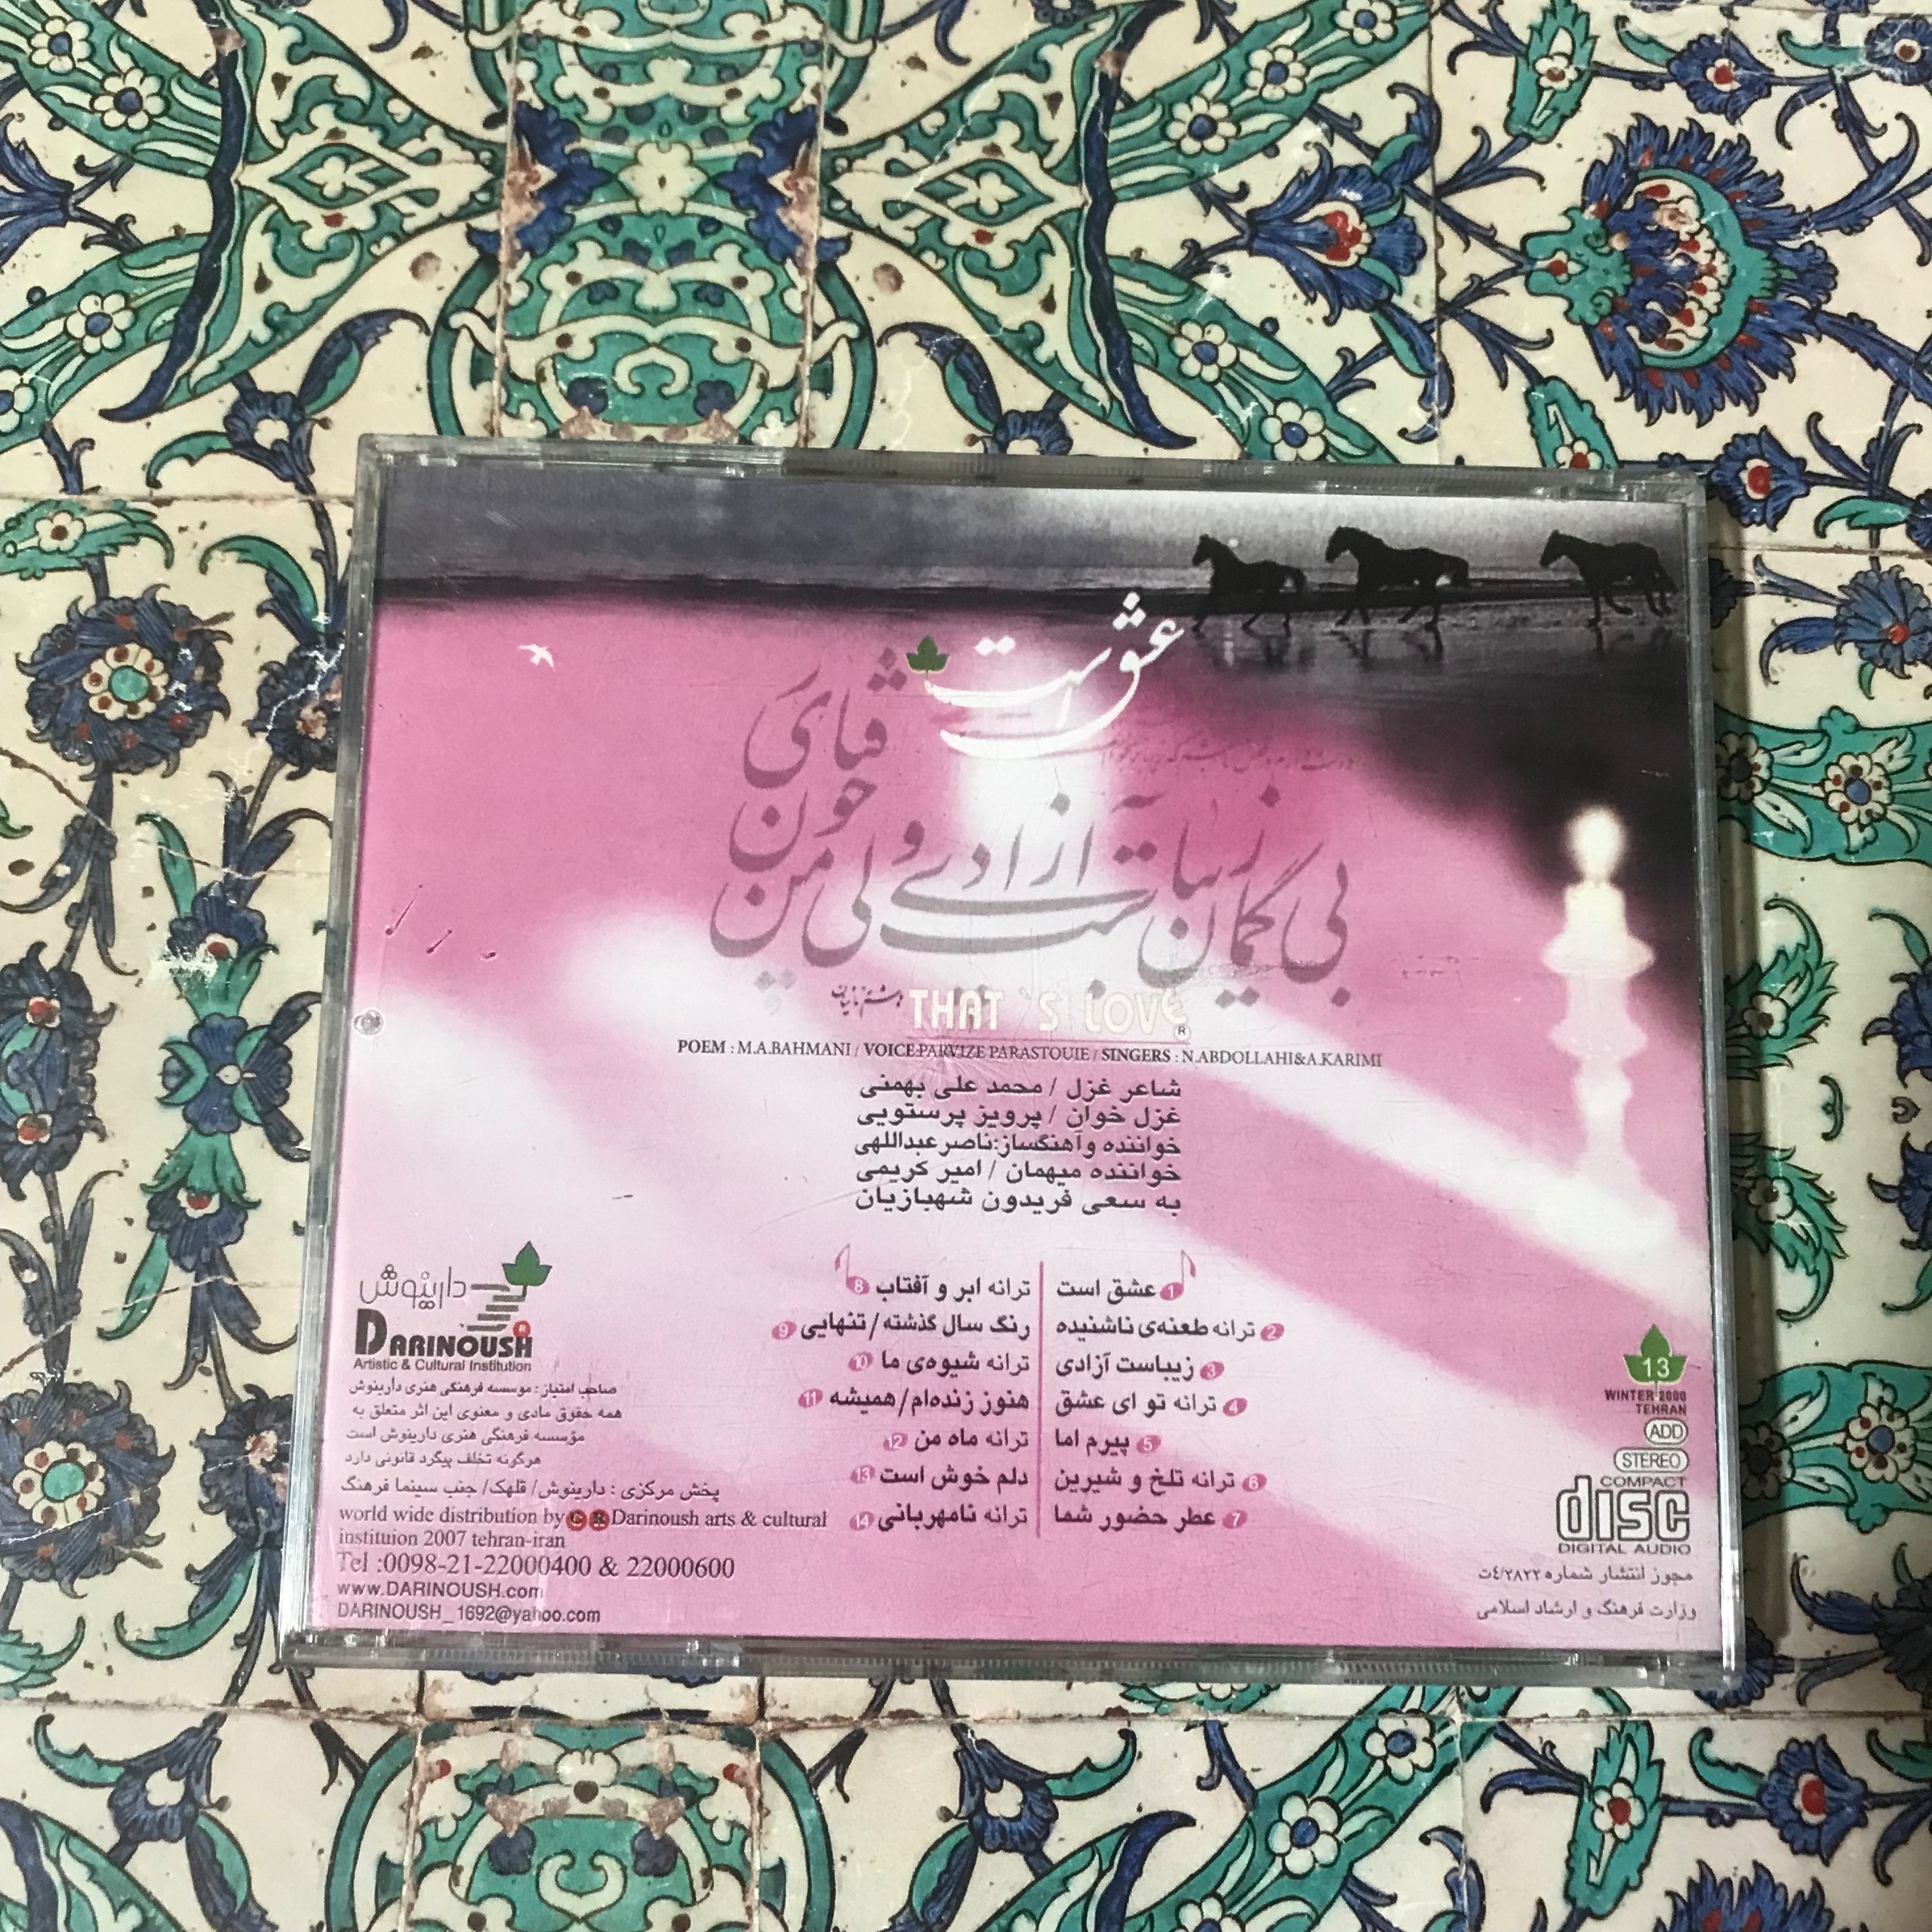 عشق است
قبای
خون
زیباست آزادی و
بی گمان
لی من
THAT 'S LOVE
®
POEM : M.A.BAHMANI / VOICE:PARVIZE PARASTOUIE / SINGERS : N.ABDOLLAHI&A.KARIMI
شاعر غزل / محمد علی بهمنی
غزل خوان / پرویز پرستویی
خواننده و آهنگساز:ناصر عبداللهی
خواننده میهمان / امیر کریمی
به سعی فریدون شهبازیان
1 عشق است
2 ترانه طعنه‌ی ناشنیده
3 زیباست آزادی
4 ترانه تو ای عشق
5 پیرم اما
6 ترانه تلخ و شیرین
7 عطر حضور شما
8 ترانه ابر و آفتاب
9 رنگ سال گذشته/ تنهایی
10 ترانه شیوه‌ی ما
11 هنوز زنده‌ام/ همیشه
12 ترانه ماه من
13 دلم خوش است
14 ترانه نامهربانی
دارینوش
DARINOUSH ®
Artistic & Cultural Institution
صاحب امتیاز : موسسه فرهنگی هنری دارینوش
همه حقوق مادی و معنوی این اثر متعلق به
مؤسسه فرهنگی هنری دارینوش است
هرگونه تخلف پیگرد قانونی دارد
پخش مرکزی : دارینوش/ قلهک/ جنب سینما فرهنگ
world wide distribution by C R Darinoush arts & cultural
instituion 2007 tehran-iran
Tel :0098-21-22000400 & 22000600
www.DARINOUSH.com
DARINOUSH_1692@yahoo.com
13
WINTER 2000
TEHRAN
ADD
STEREO
COMPACT
disc
DIGITAL AUDIO
مجوز انتشار شماره ٤/٢٨٢٢ت
وزارت فرهنگ و ارشاد اسلامی